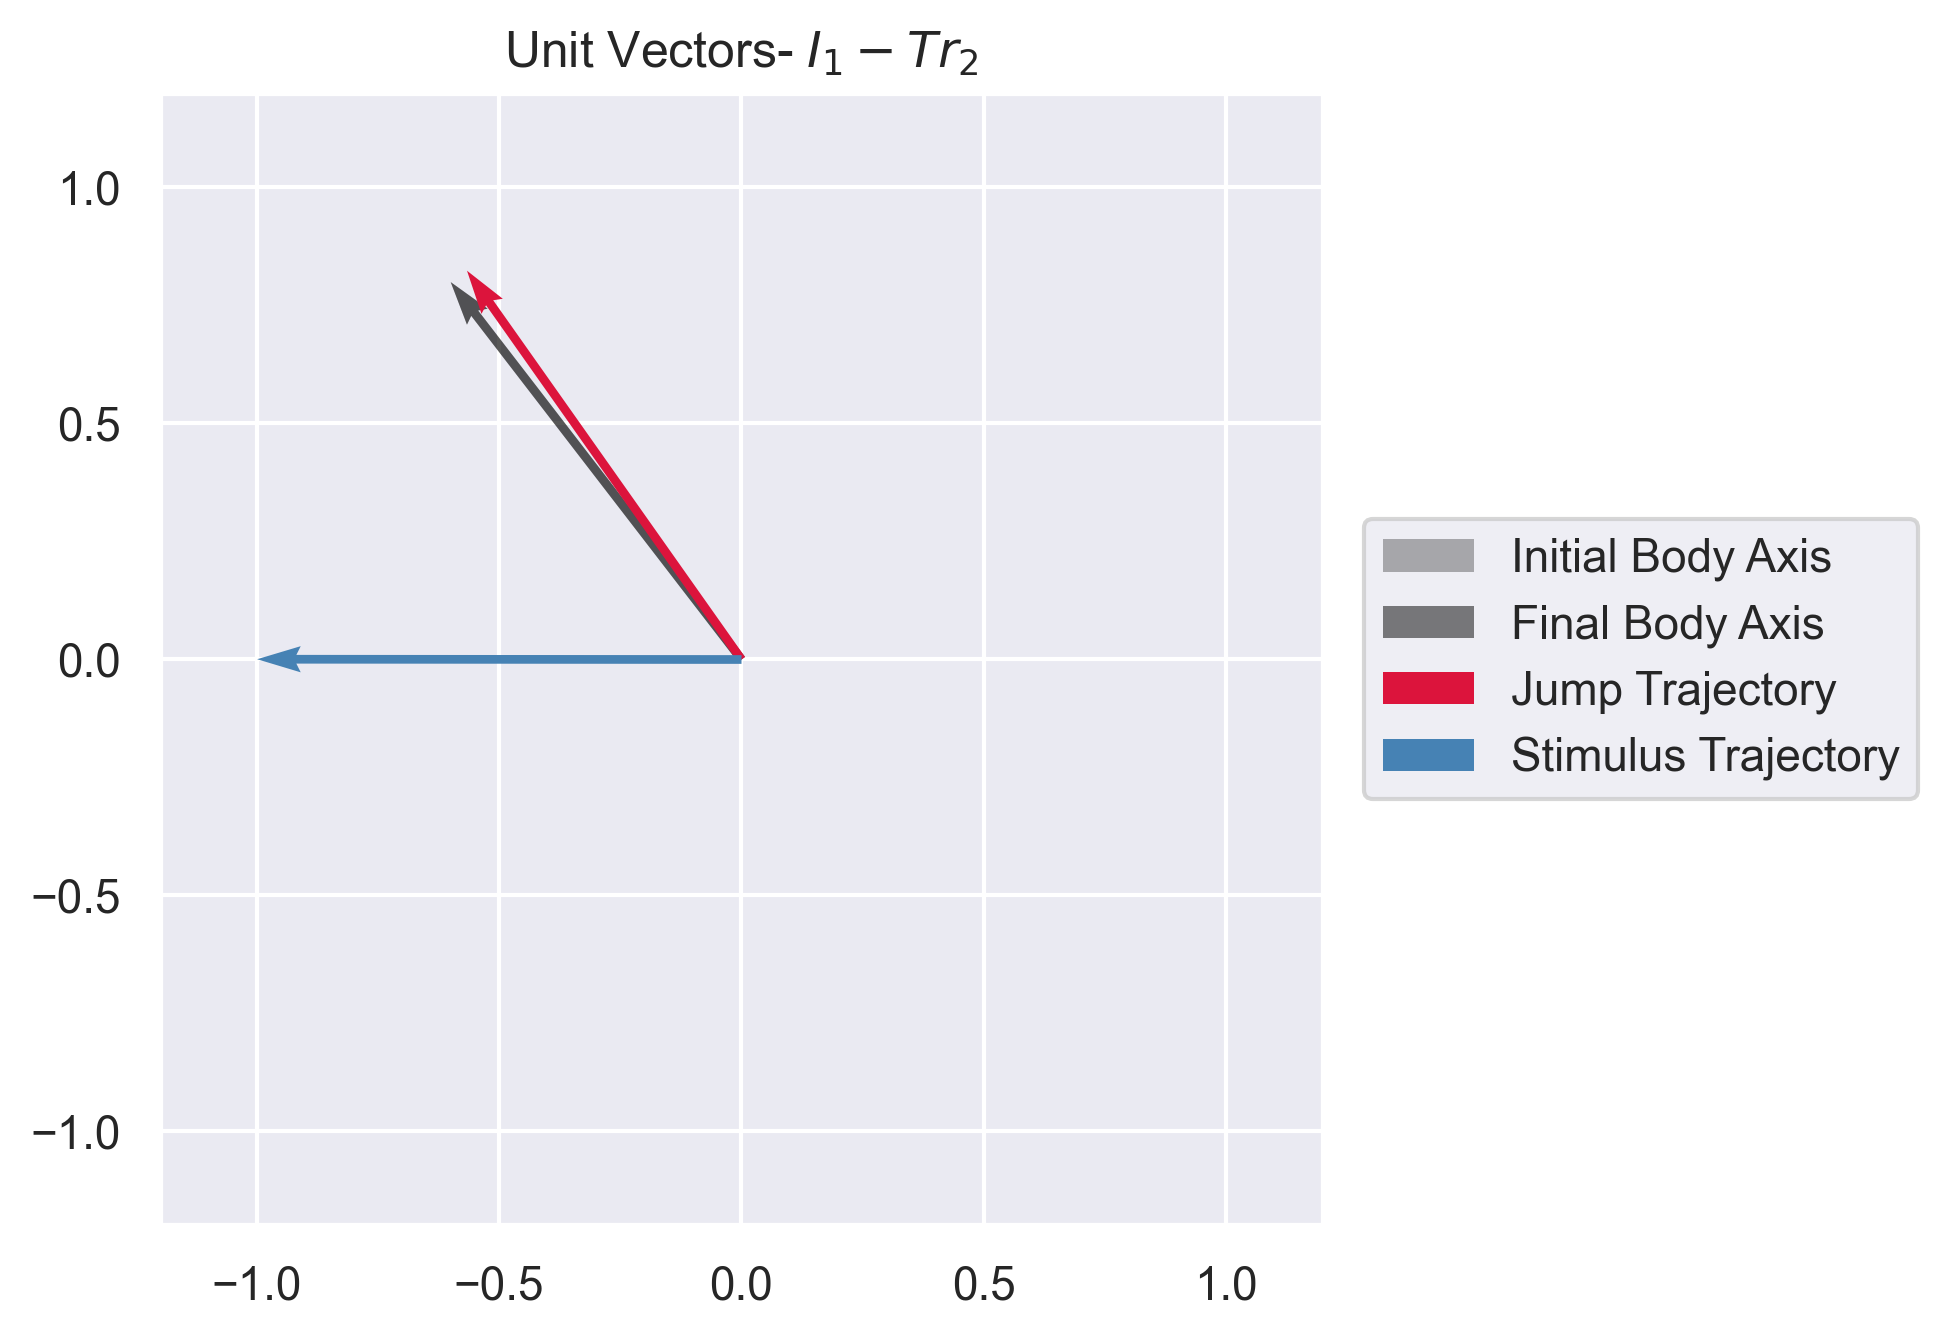 Unit Vectors- I₁ − Tr₂
1.0
0.5
0.0
−0.5
−1.0
−1.0 −0.5 0.0 0.5 1.0
Initial Body Axis
Final Body Axis
Jump Trajectory
Stimulus Trajectory